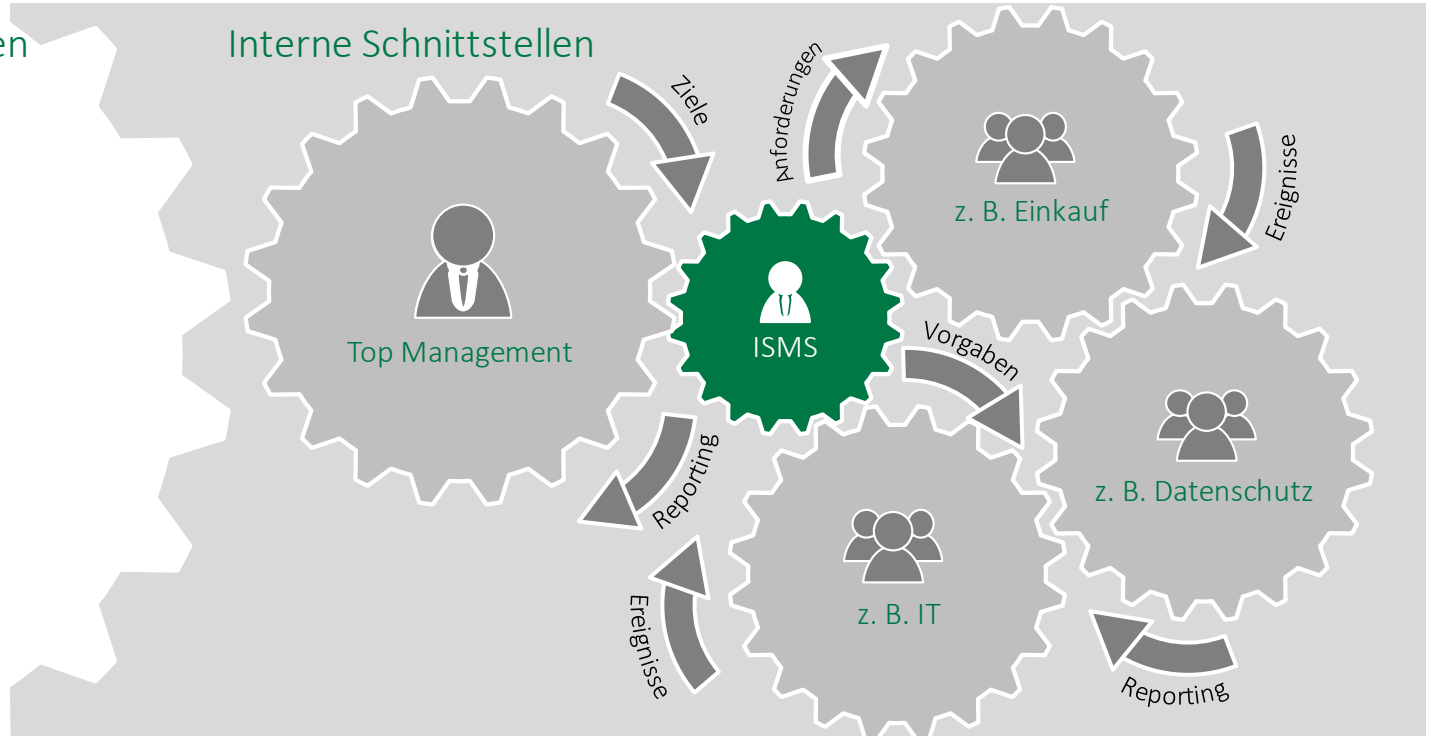 en
Interne Schnittstellen
Ziele
Anforderungen
z. B. Einkauf
Ereignisse
Top Management
ISMS
Vorgaben
z. B. Datenschutz
Reporting
z. B. IT
Ereignisse
Reporting